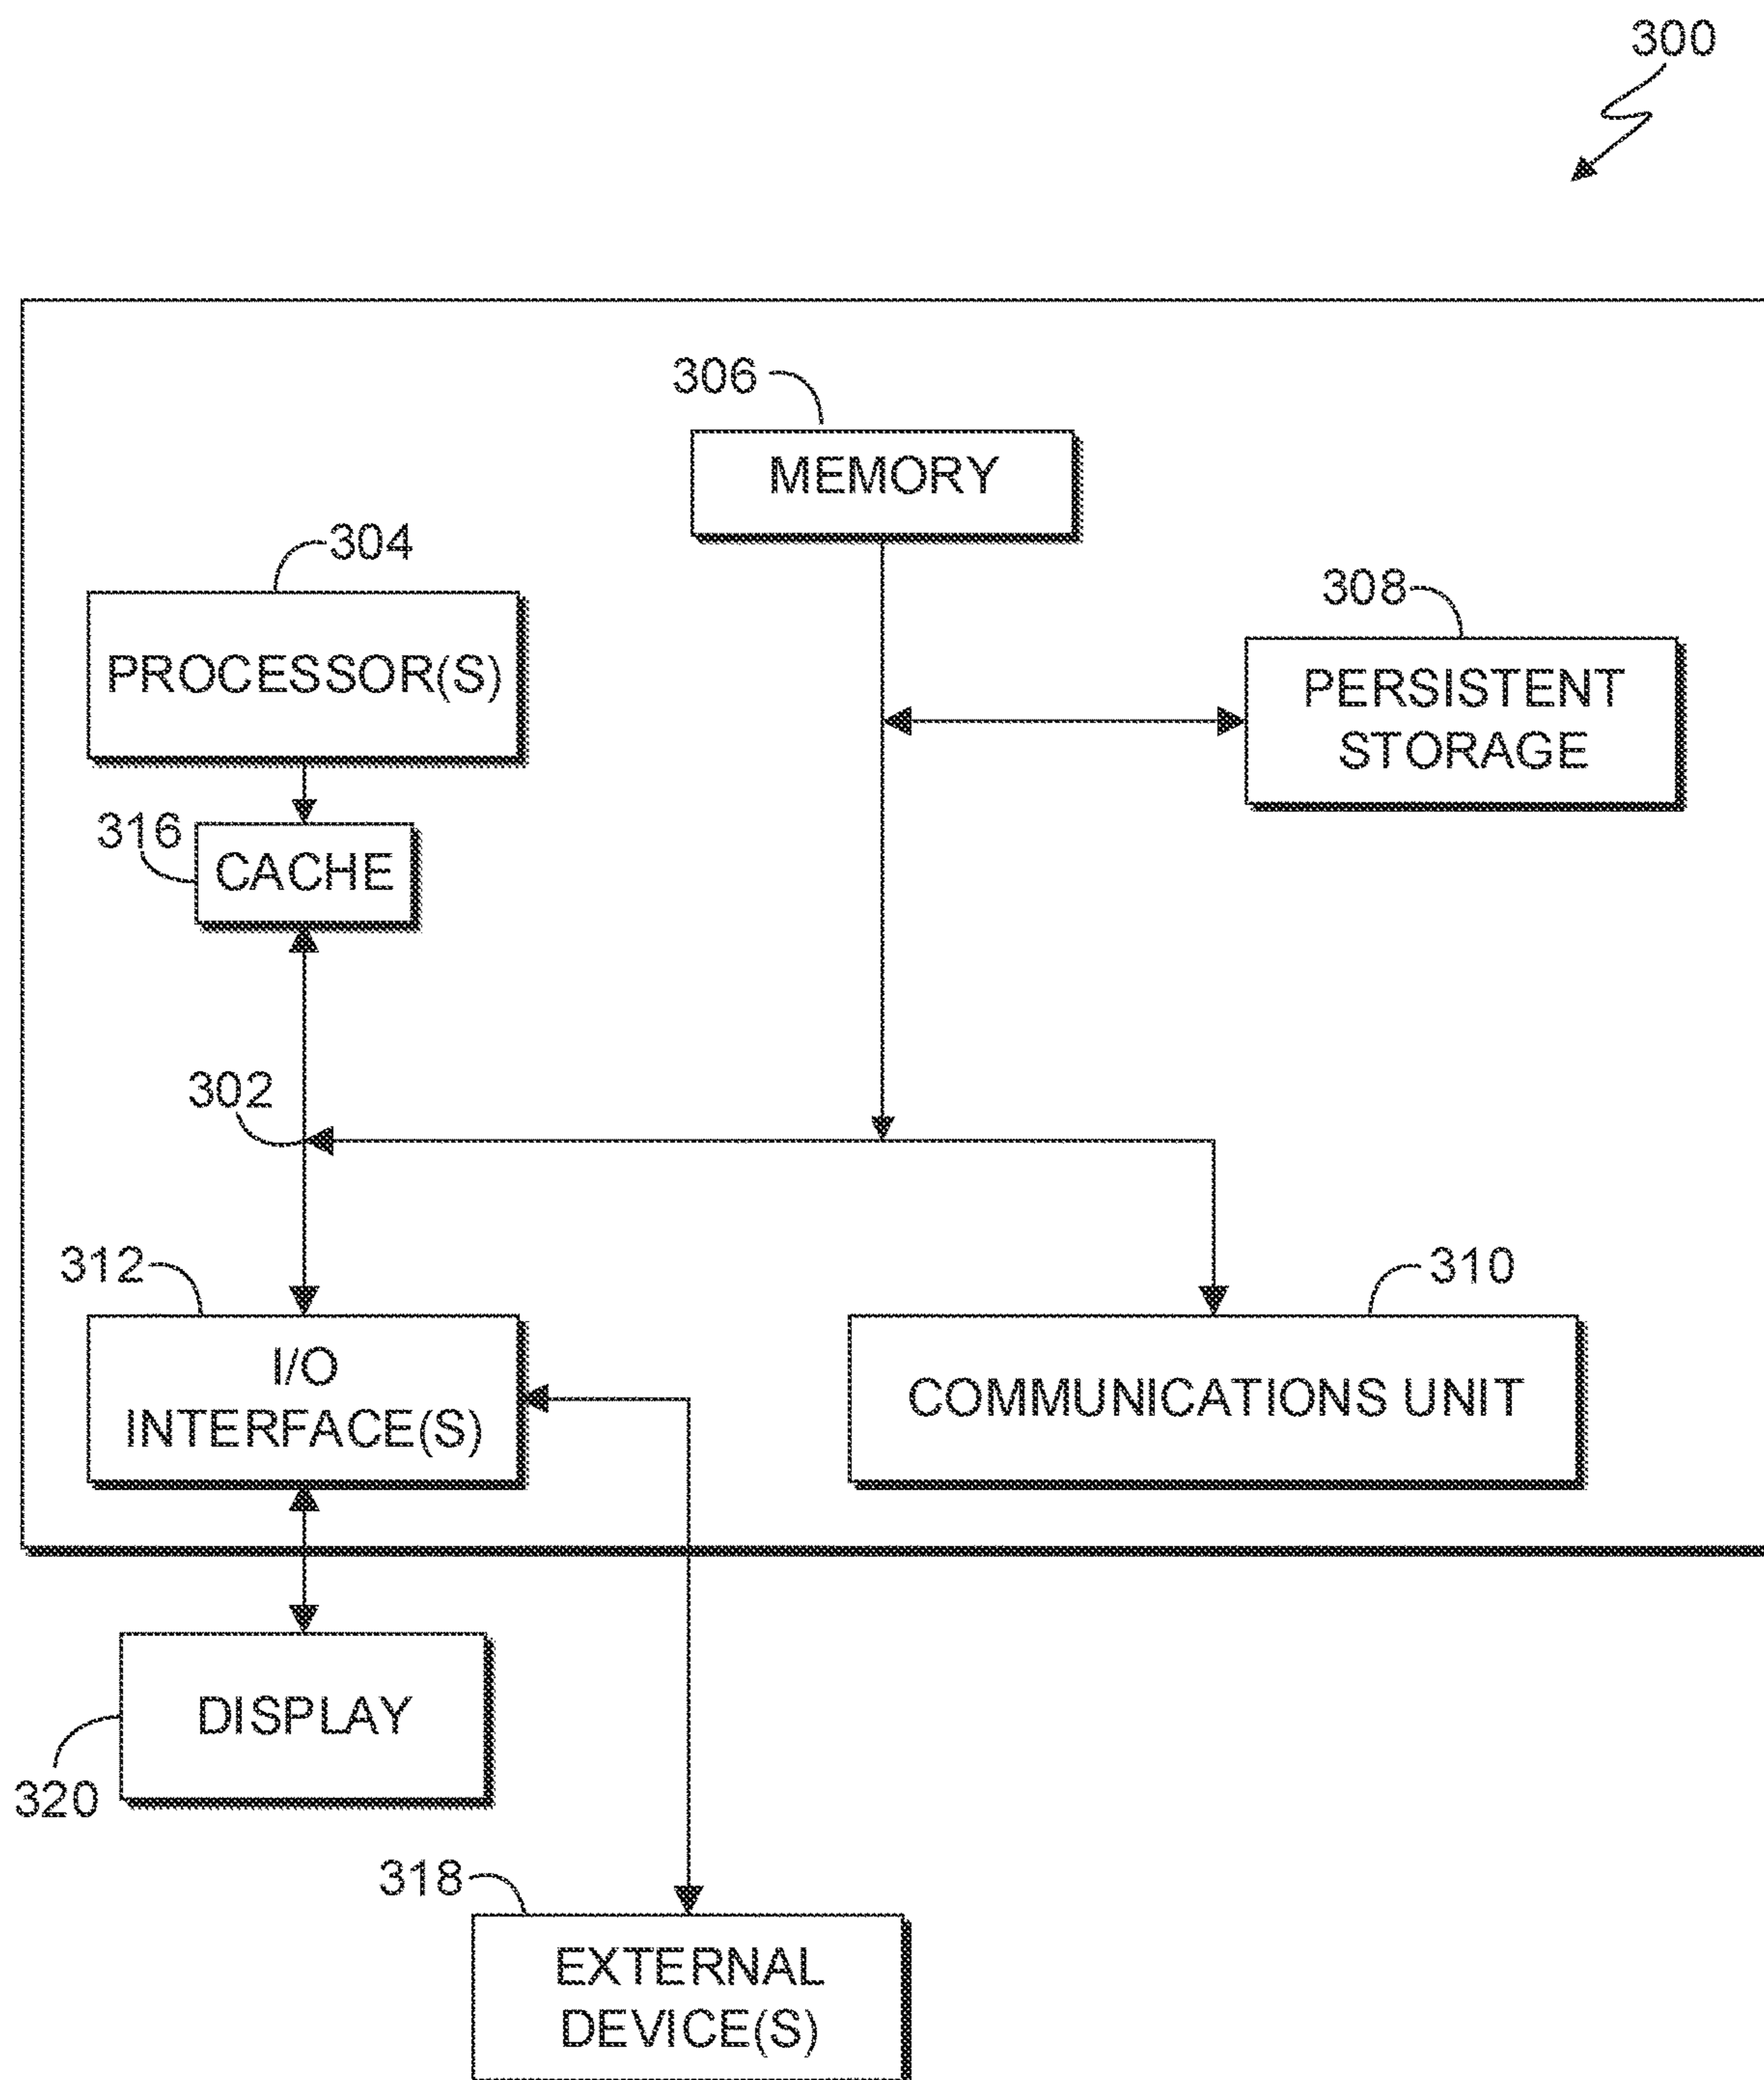 300
306
MEMORY
304
308
PROCESSOR(S)
PERSISTENT
STORAGE
316
CACHE
302
312
310
I/O
INTERFACE(S)
COMMUNICATIONS UNIT
DISPLAY
320
318
EXTERNAL
DEVICE(S)